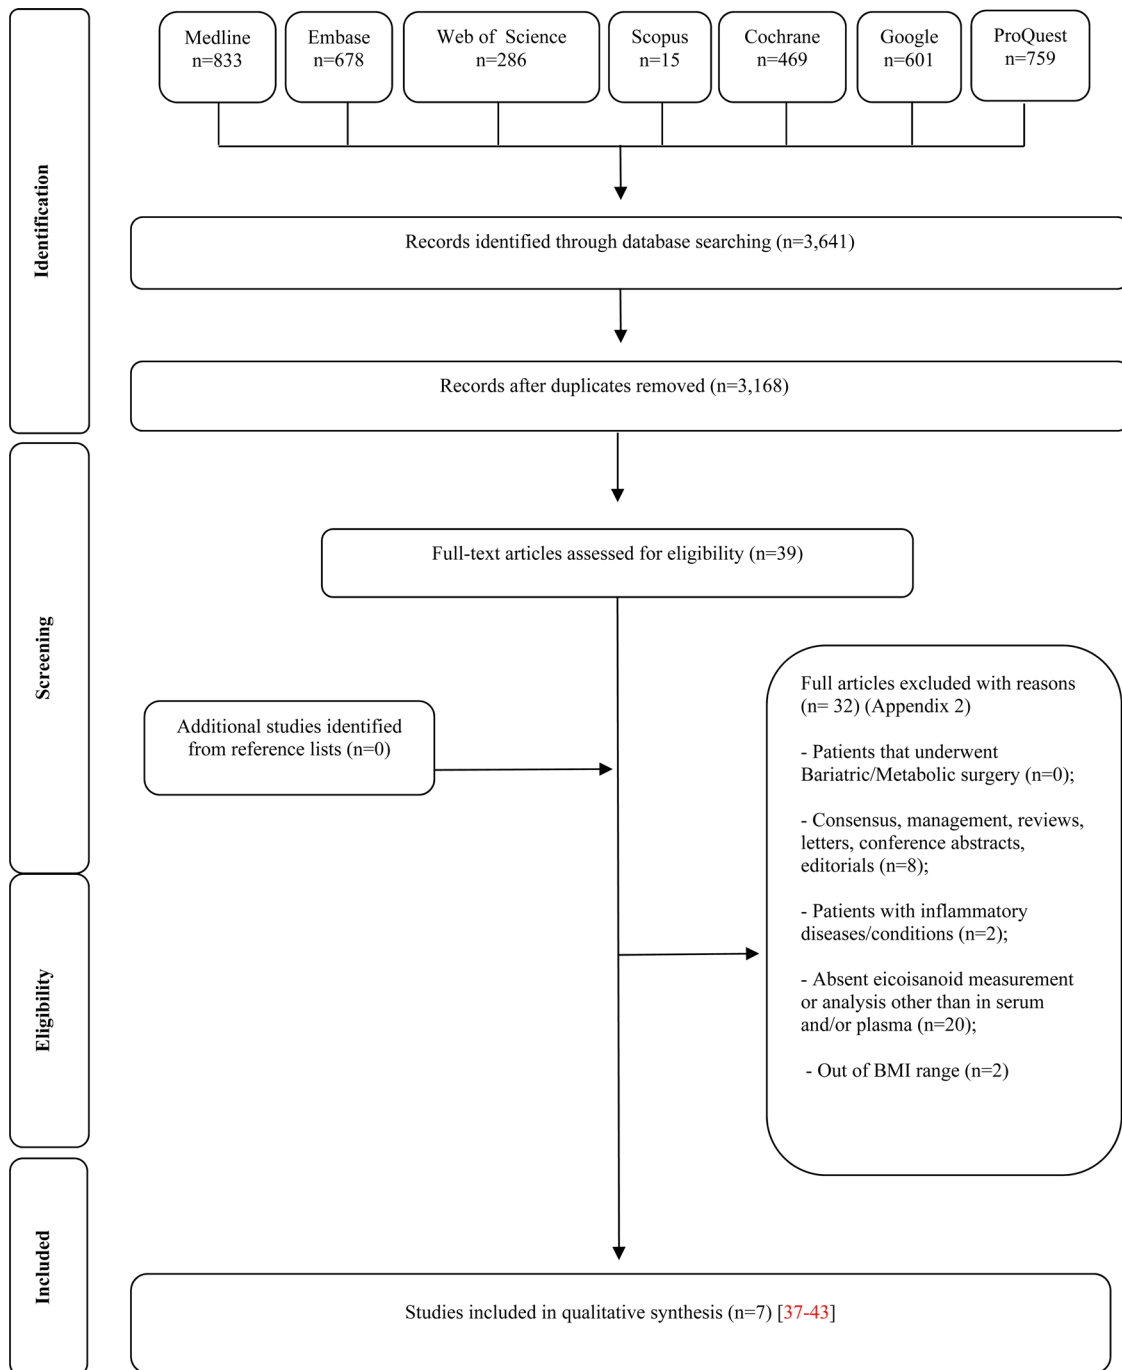 Medline
n=833
Embase
n=678
Web of Science
n=286
Scopus
n=15
Cochrane
n=469
Google
n=601
ProQuest
n=759
Identification
Records identified through database searching (n=3,641)
Records after duplicates removed (n=3,168)
Screening
Full-text articles assessed for eligibility (n=39)
Additional studies identified
from reference lists (n=0)
Full articles excluded with reasons
(n= 32) (Appendix 2)
- Patients that underwent
Bariatric/Metabolic surgery (n=0);
- Consensus, management, reviews,
letters, conference abstracts,
editorials (n=8);
- Patients with inflammatory
diseases/conditions (n=2);
- Absent eicoisanoid measurement
or analysis other than in serum
and/or plasma (n=20);
- Out of BMI range (n=2)
Eligibility
Included
Studies included in qualitative synthesis (n=7) [37-43]